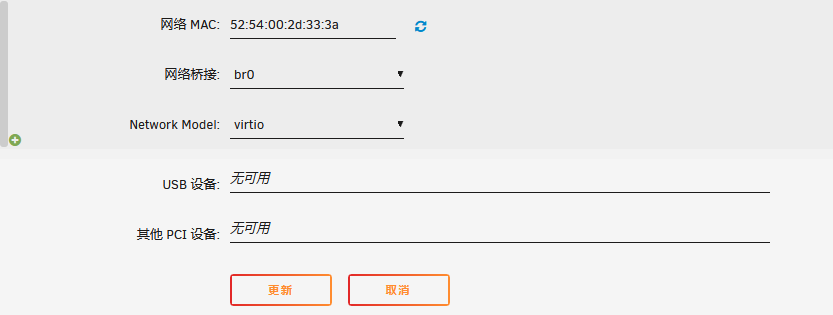 网络 MAC: 52:54:00:2d:33:3a
网络桥接: br0
Network Model: virtio
USB 设备: 无可用
其他 PCI 设备: 无可用
更新 取消